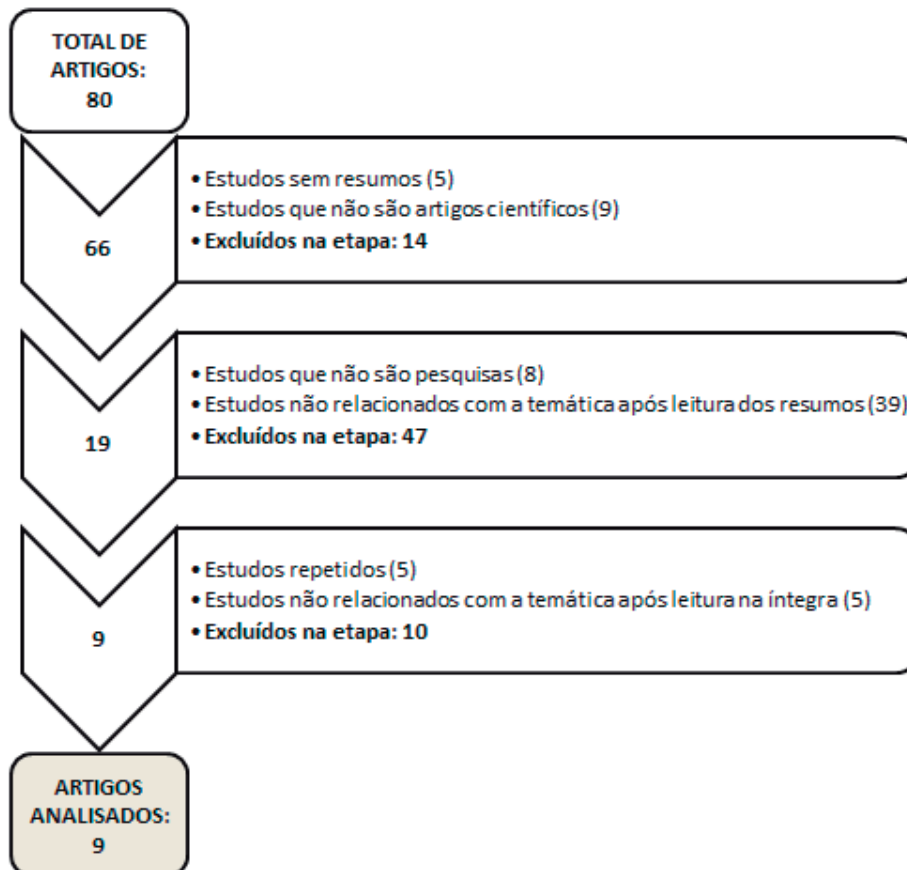 TOTAL DE
ARTIGOS:
80
• Estudos sem resumos (5)
• Estudos que não são artigos científicos (9)
• Excluídos na etapa: 14
66
• Estudos que não são pesquisas (8)
• Estudos não relacionados com a temática após leitura dos resumos (39)
• Excluídos na etapa: 47
19
• Estudos repetidos (5)
• Estudos não relacionados com a temática após leitura na íntegra (5)
• Excluídos na etapa: 10
9
ARTIGOS
ANALISADOS:
9